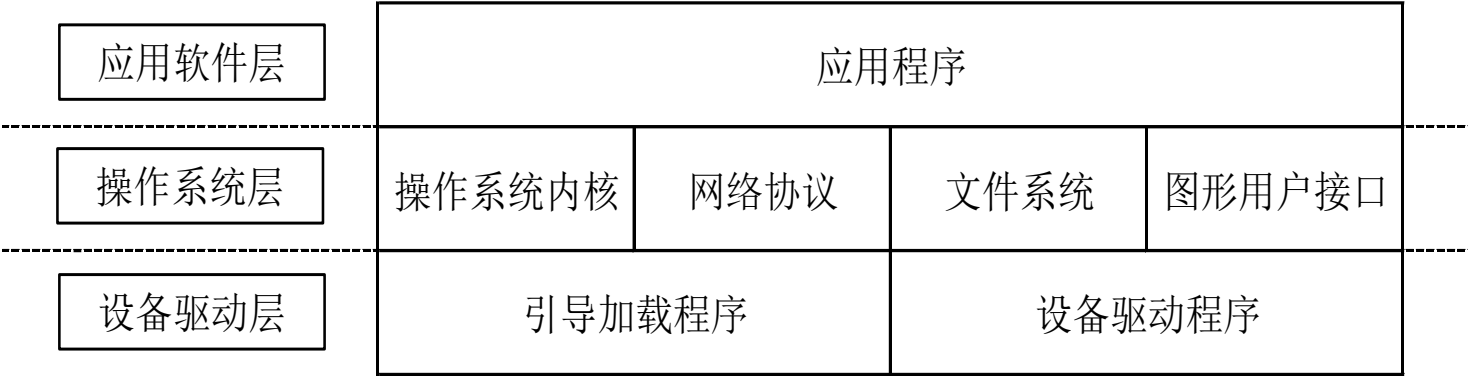 应用软件层
应用程序
操作系统层
操作系统内核
网络协议
文件系统
图形用户接口
设备驱动层
引导加载程序
设备驱动程序